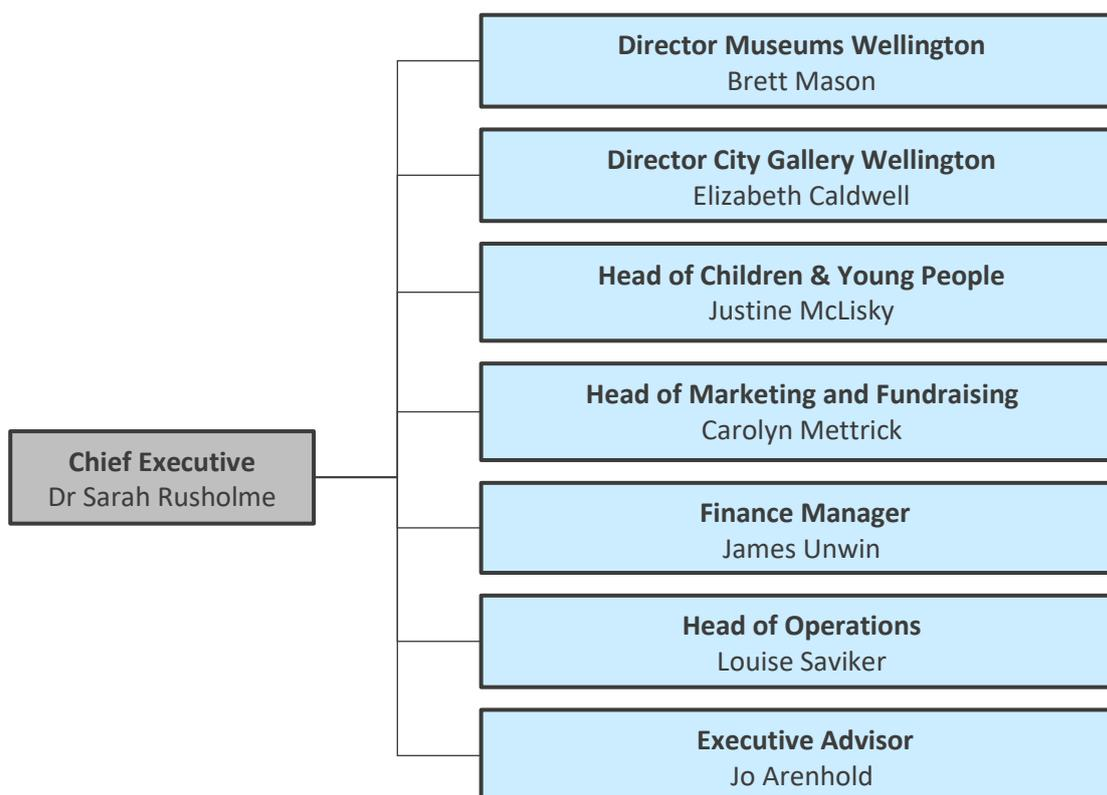 Director Museums Wellington
Brett Mason
Director City Gallery Wellington
Elizabeth Caldwell
Head of Children & Young People
Justine McLisky
Head of Marketing and Fundraising
Carolyn Mettrick
Chief Executive
Dr Sarah Rusholme
Finance Manager
James Unwin
Head of Operations
Louise Saviker
Executive Advisor
Jo Arenhold